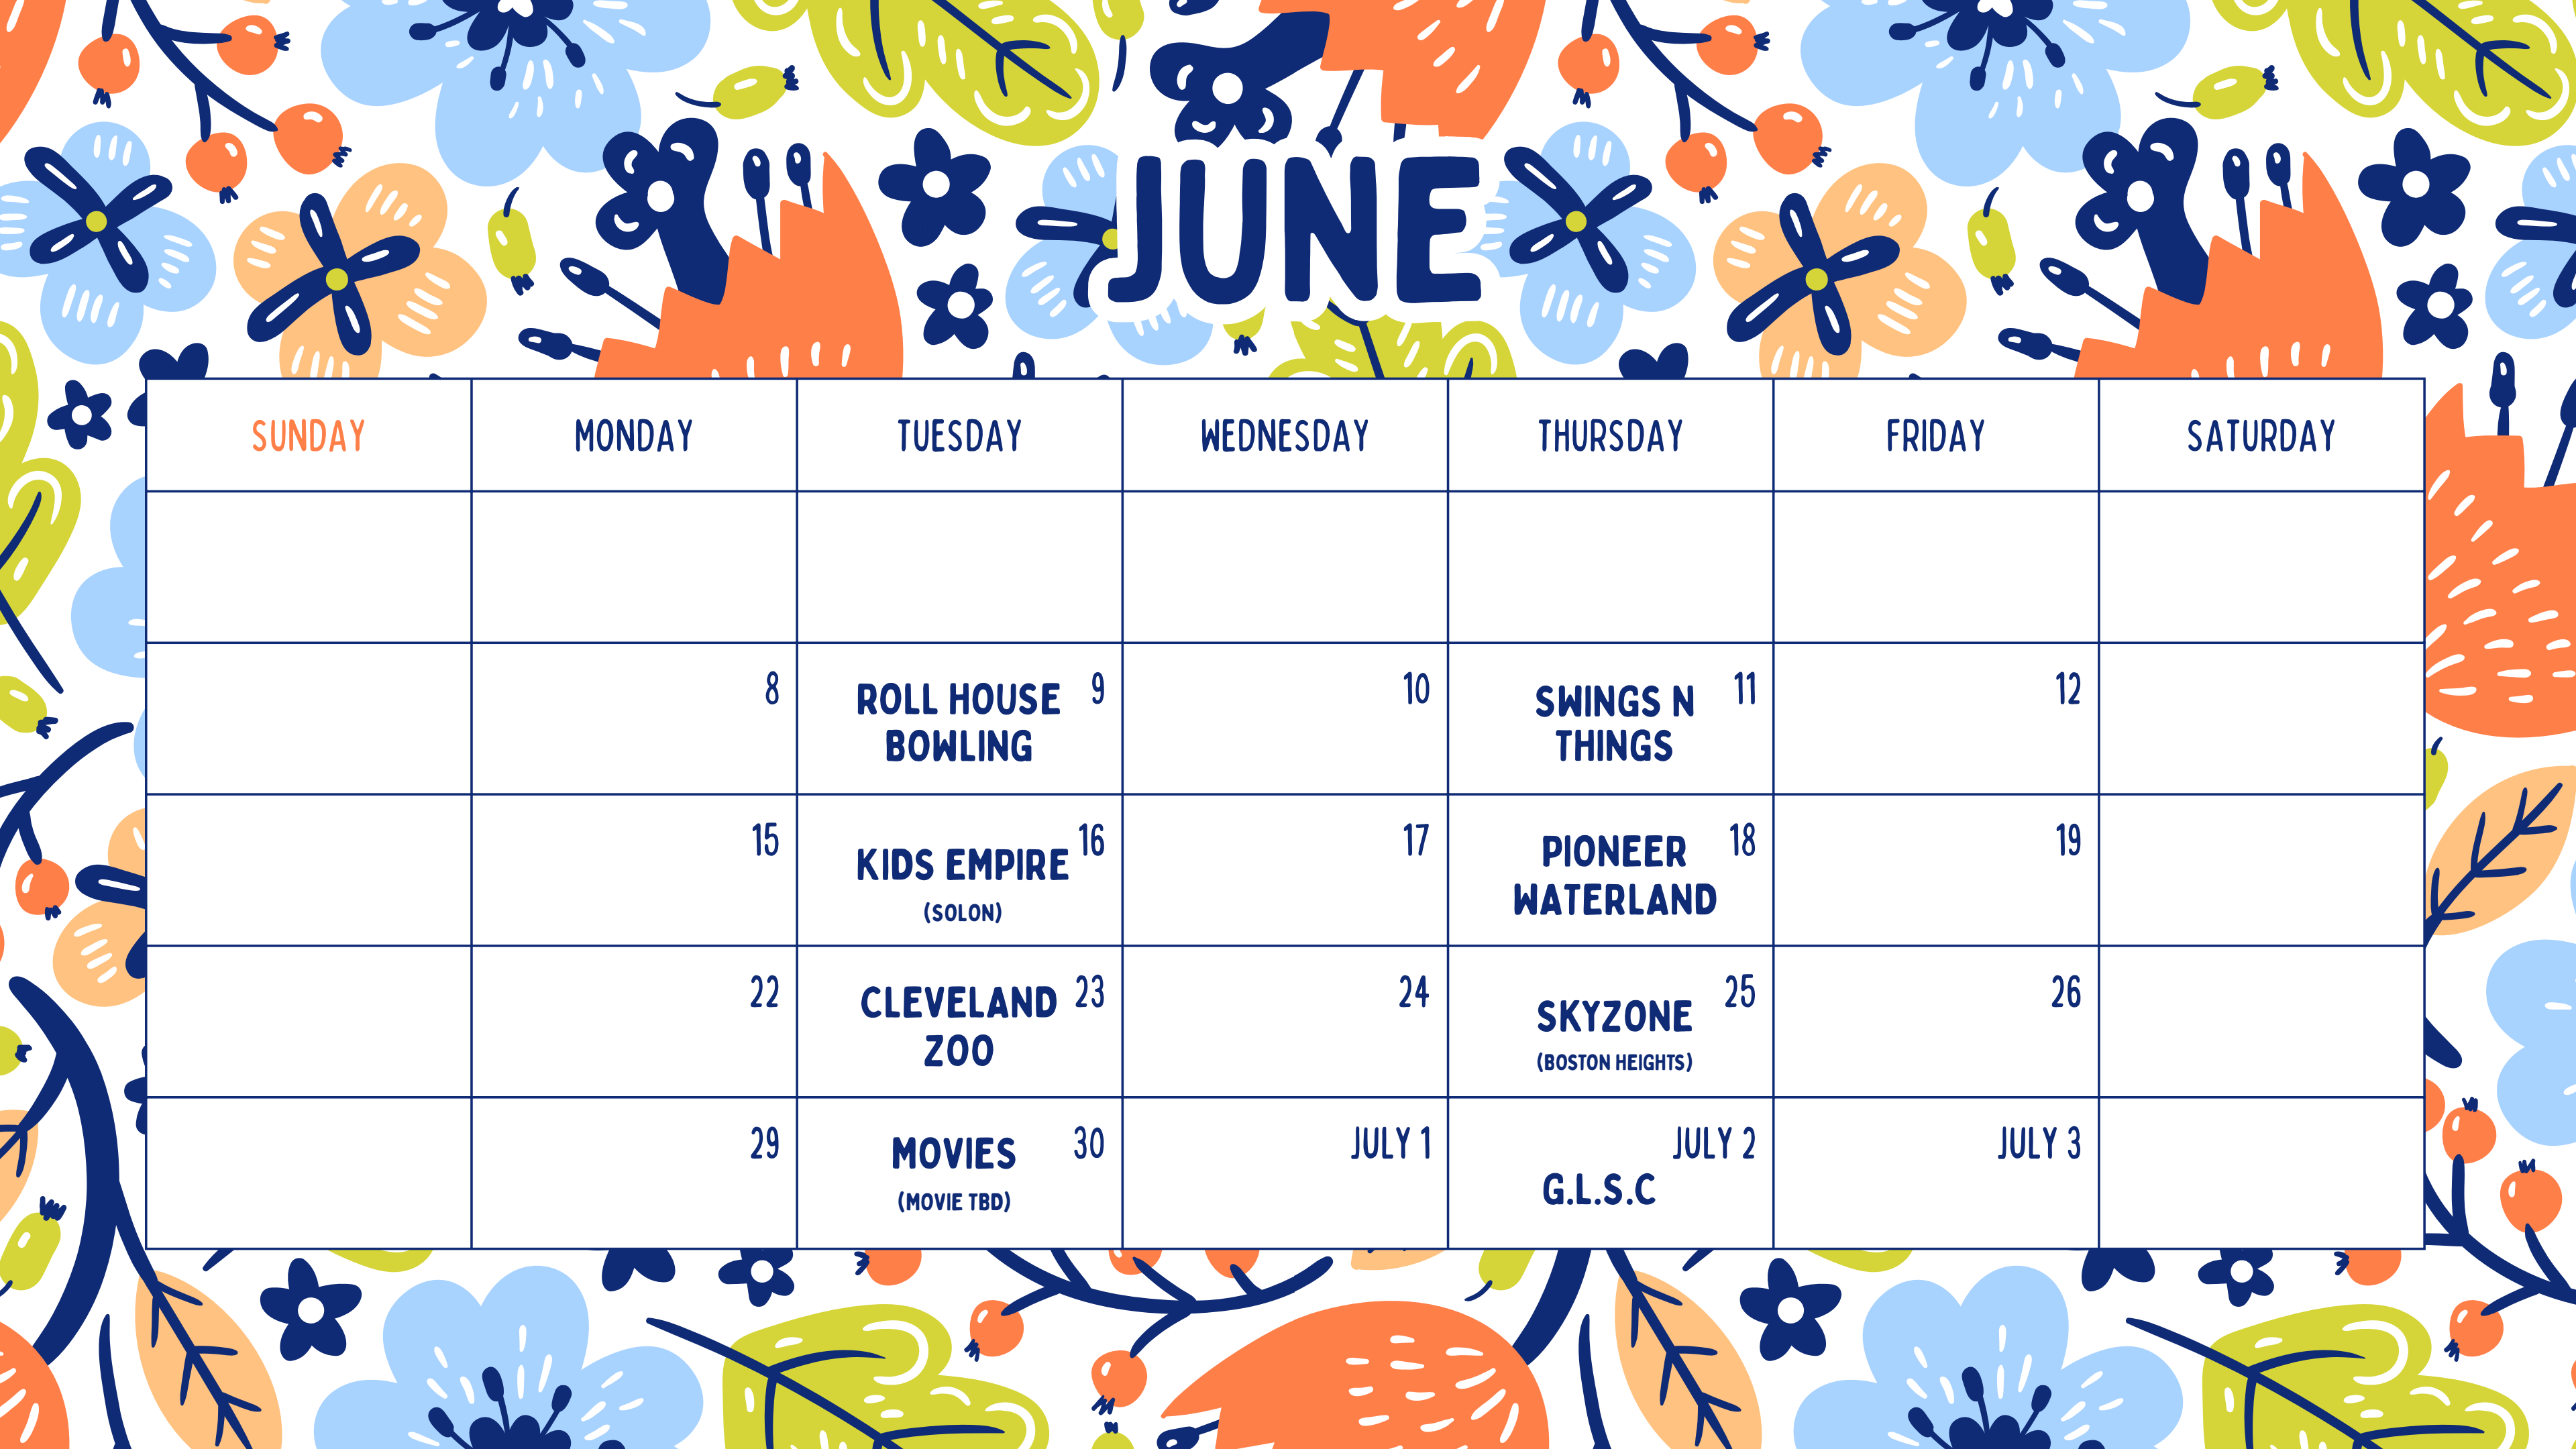 JUNE
SUNDAY MONDAY TUESDAY WEDNESDAY THURSDAY FRIDAY SATURDAY
8
ROLL HOUSE 9
BOWLING
10
SWINGS N 11
THINGS
12
15
KIDS EMPIRE 16
(SOLON)
17
PIONEER 18
WATERLAND
19
22
CLEVELAND 23
ZOO
24
SKYZONE 25
(BOSTON HEIGHTS)
26
29
MOVIES 30
(MOVIE TBD)
JULY 1
JULY 2
G.L.S.C
JULY 3